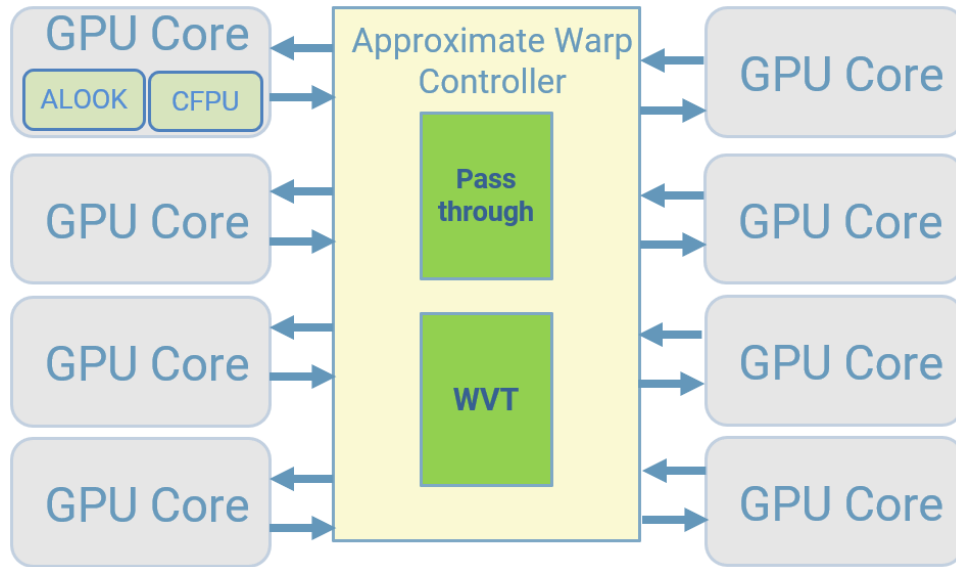 GPU Core
ALOOK
CFPU
GPU Core
GPU Core
GPU Core
Approximate Warp
Controller
Pass
through
WVT
GPU Core
GPU Core
GPU Core
GPU Core